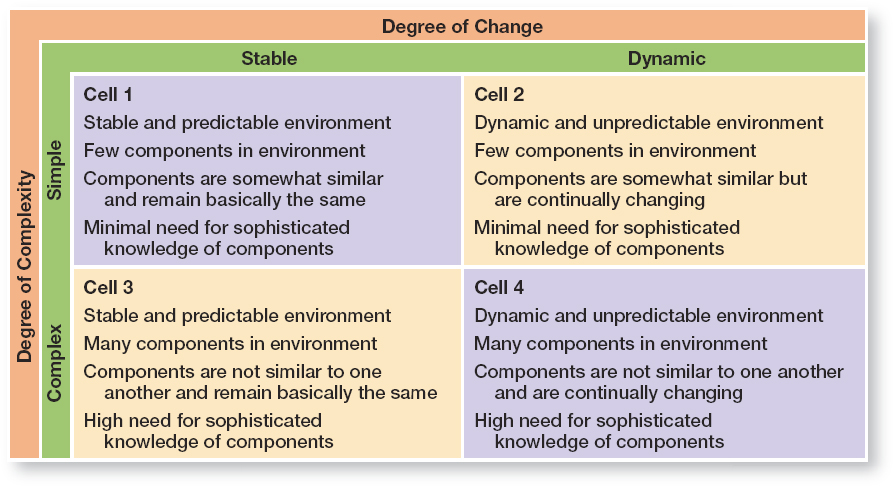 Degree of Change
Stable
Dynamic
Degree of Complexity
Simple
Cell 1
Stable and predictable environment
Few components in environment
Components are somewhat similar
and remain basically the same
Minimal need for sophisticated
knowledge of components
Cell 2
Dynamic and unpredictable environment
Few components in environment
Components are somewhat similar but
are continually changing
Minimal need for sophisticated
knowledge of components
Complex
Cell 3
Stable and predictable environment
Many components in environment
Components are not similar to one
another and remain basically the same
High need for sophisticated
knowledge of components
Cell 4
Dynamic and unpredictable environment
Many components in environment
Components are not similar to one another
and are continually changing
High need for sophisticated
knowledge of components